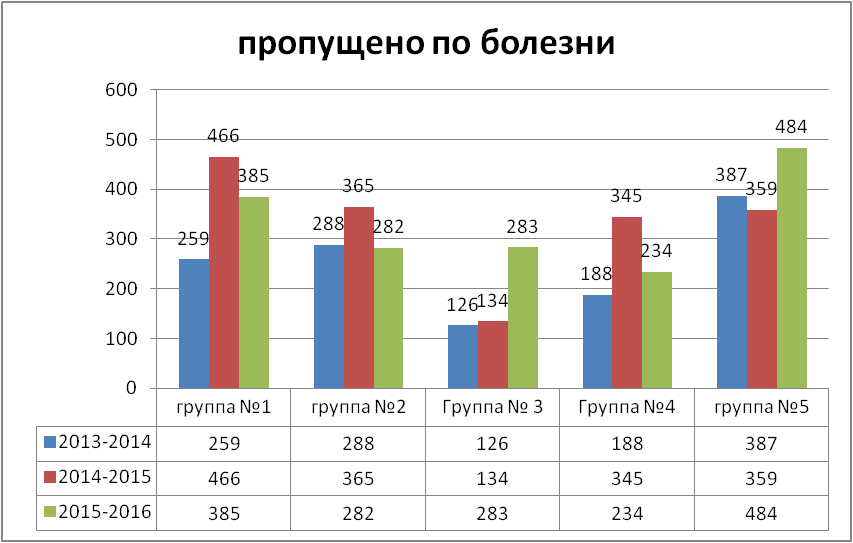 пропущено по болезни
600
500
400
300
200
100
0
259 466 385
288 365 282
126 134 283
188 345 234
387 359 484
группа №1 группа №2 Группа № 3 Группа №4 группа №5
2013-2014 259 288 126 188 387
2014-2015 466 365 134 345 359
2015-2016 385 282 283 234 484